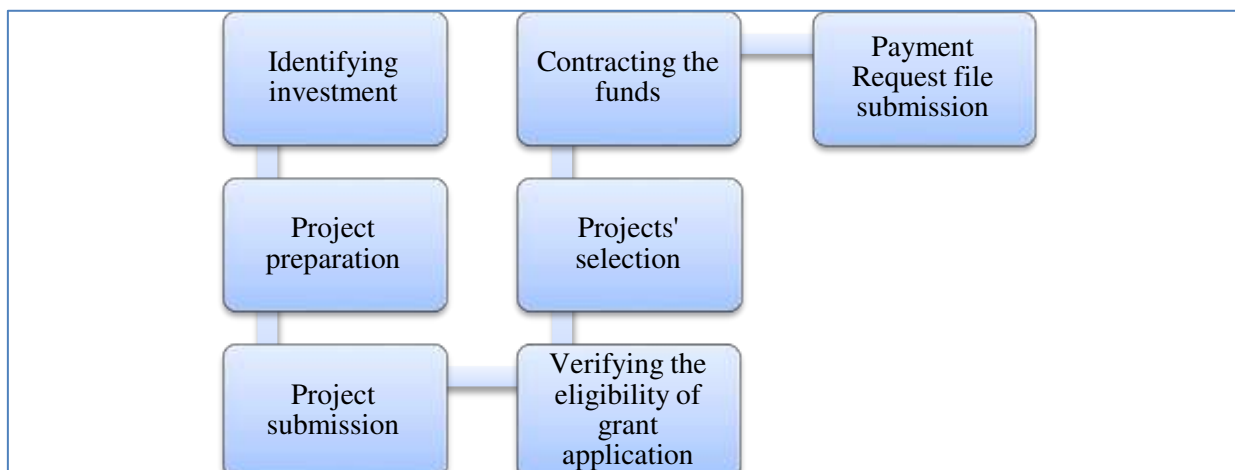 Identifying
investment
Project
preparation
Project
submission
Verifying the
eligibility of
grant
application
Projects'
selection
Contracting the
funds
Payment
Request file
submission